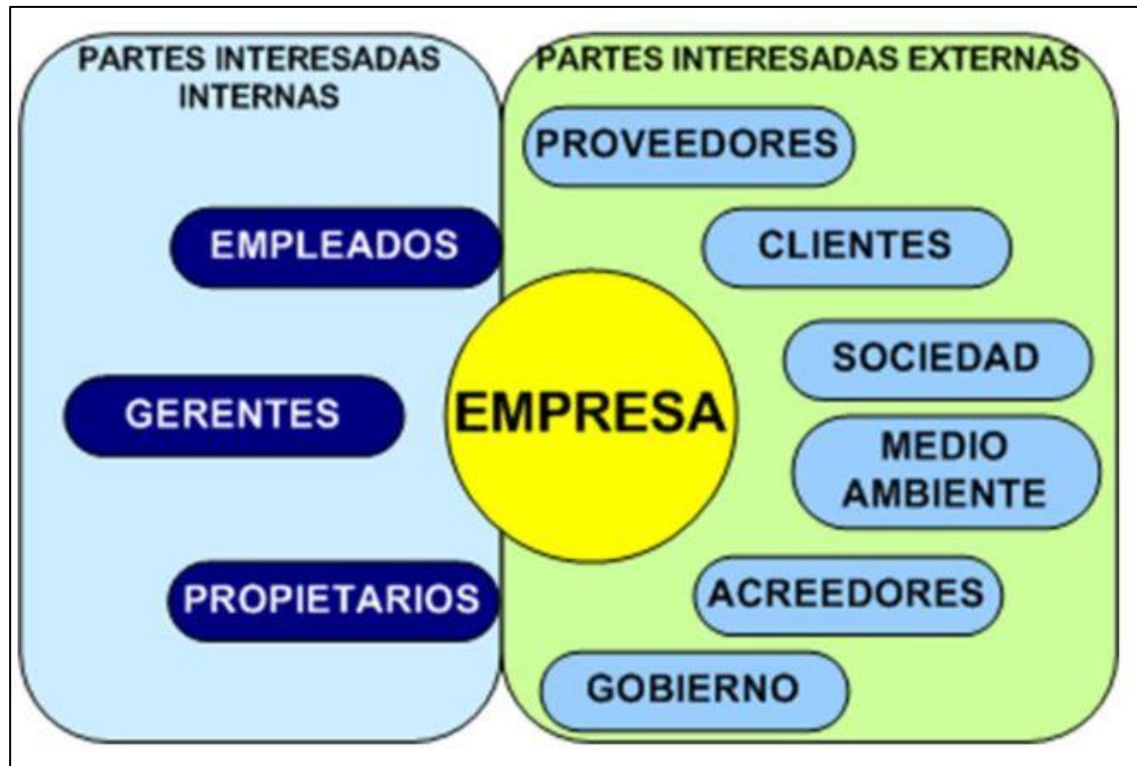 PARTES INTERESADAS
INTERNAS
EMPLEADOS
GERENTES
PROPIETARIOS
EMPRESA
PARTES INTERESADAS EXTERNAS
PROVEEDORES
CLIENTES
SOCIEDAD
MEDIO
AMBIENTE
ACREEDORES
GOBIERNO